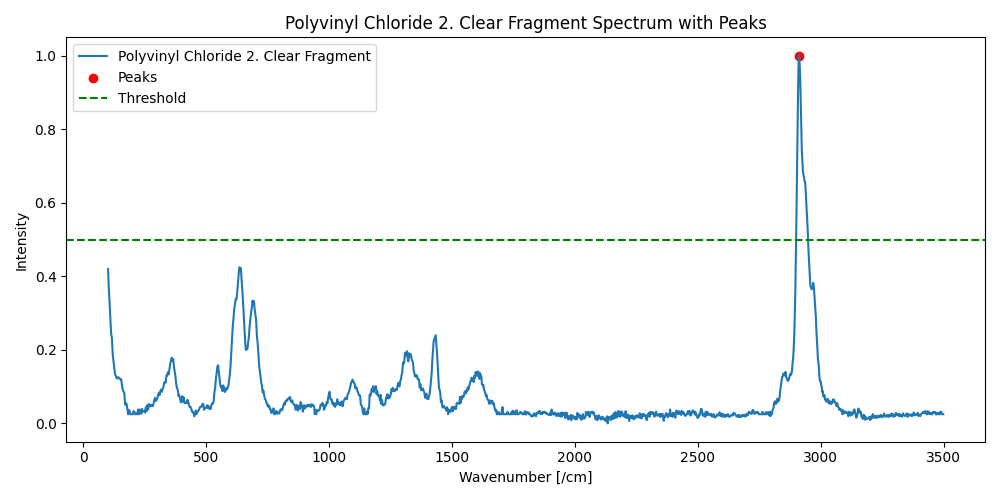 Polyvinyl Chloride 2. Clear Fragment Spectrum with Peaks
Polyvinyl Chloride 2. Clear Fragment
Peaks
Threshold
Intensity
1.0
0.8
0.6
0.4
0.2
0.0
0 500 1000 1500 2000 2500 3000 3500
Wavenumber [/cm]